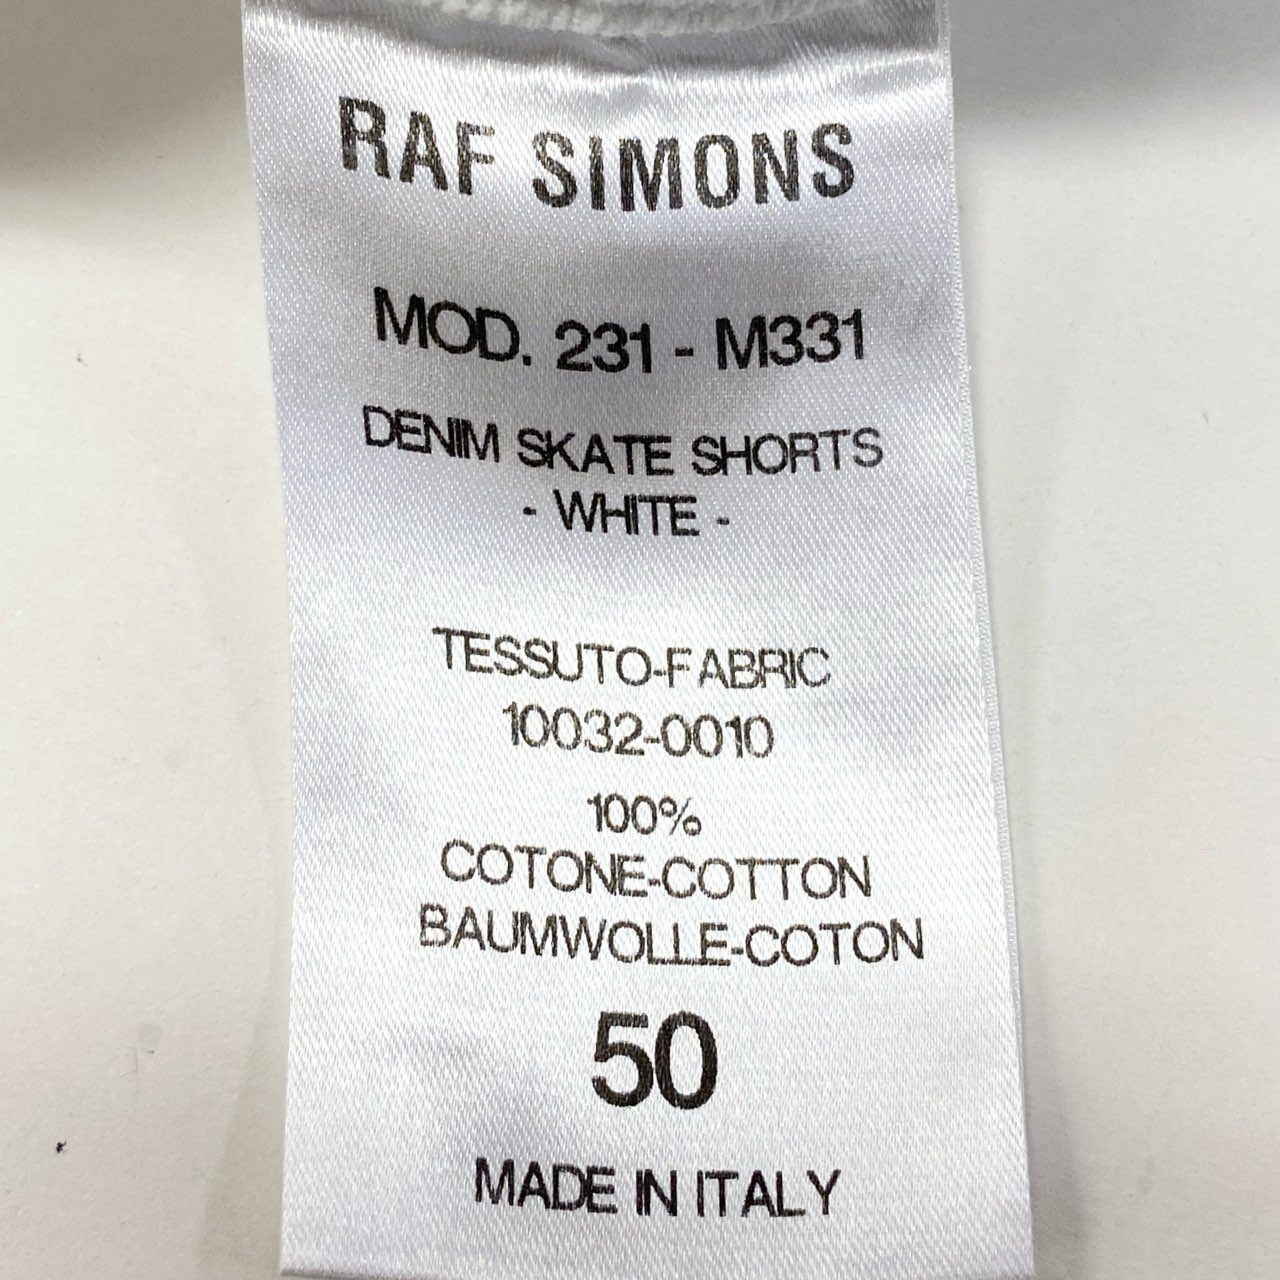 RAF SIMONS
MOD. 231 - M331
DENIM SKATE SHORTS
- WHITE -
TESSUTO-FABRIC
10032-0010
100%
COTONE-COTTON
BAUMWOLLE-COTON
50
MADE IN ITALY